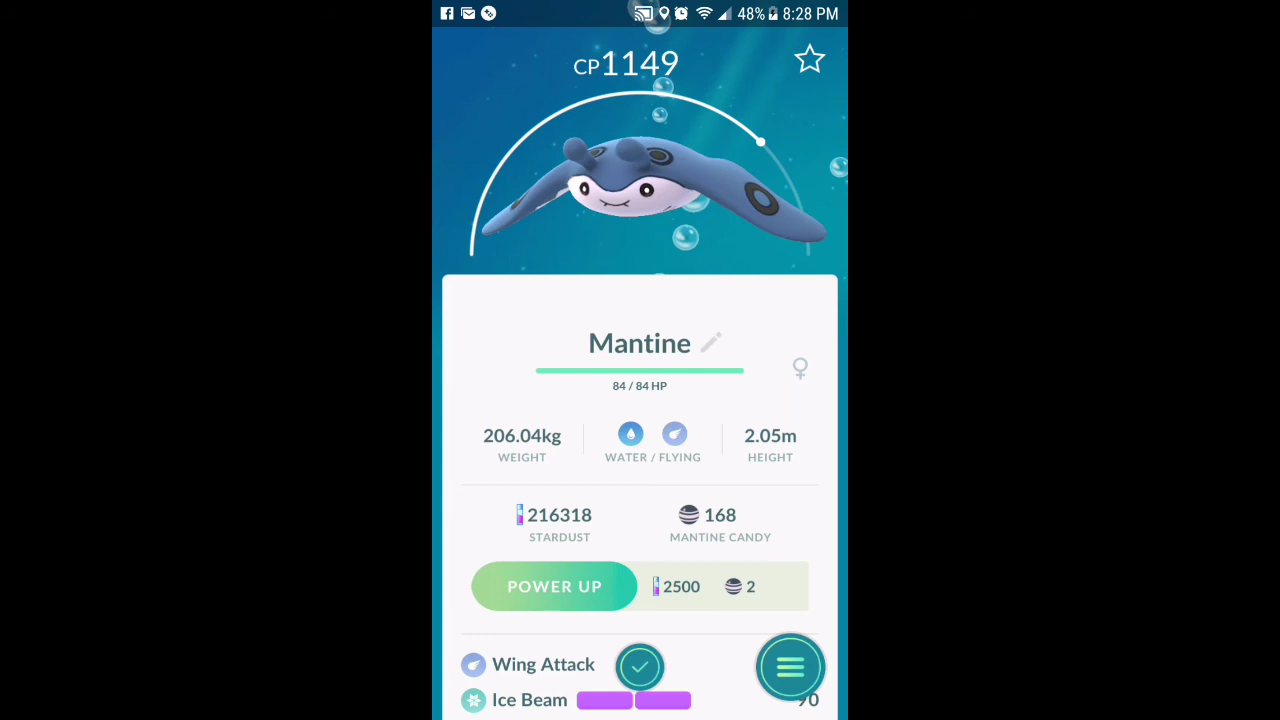 48% 8:28 PM
CP1149
Mantine
84 / 84 HP
206.04kg 2.05m
WEIGHT WATER / FLYING HEIGHT
216318 168
STARDUST MANTINE CANDY
POWER UP 2500 2
Wing Attack
Ice Beam 90